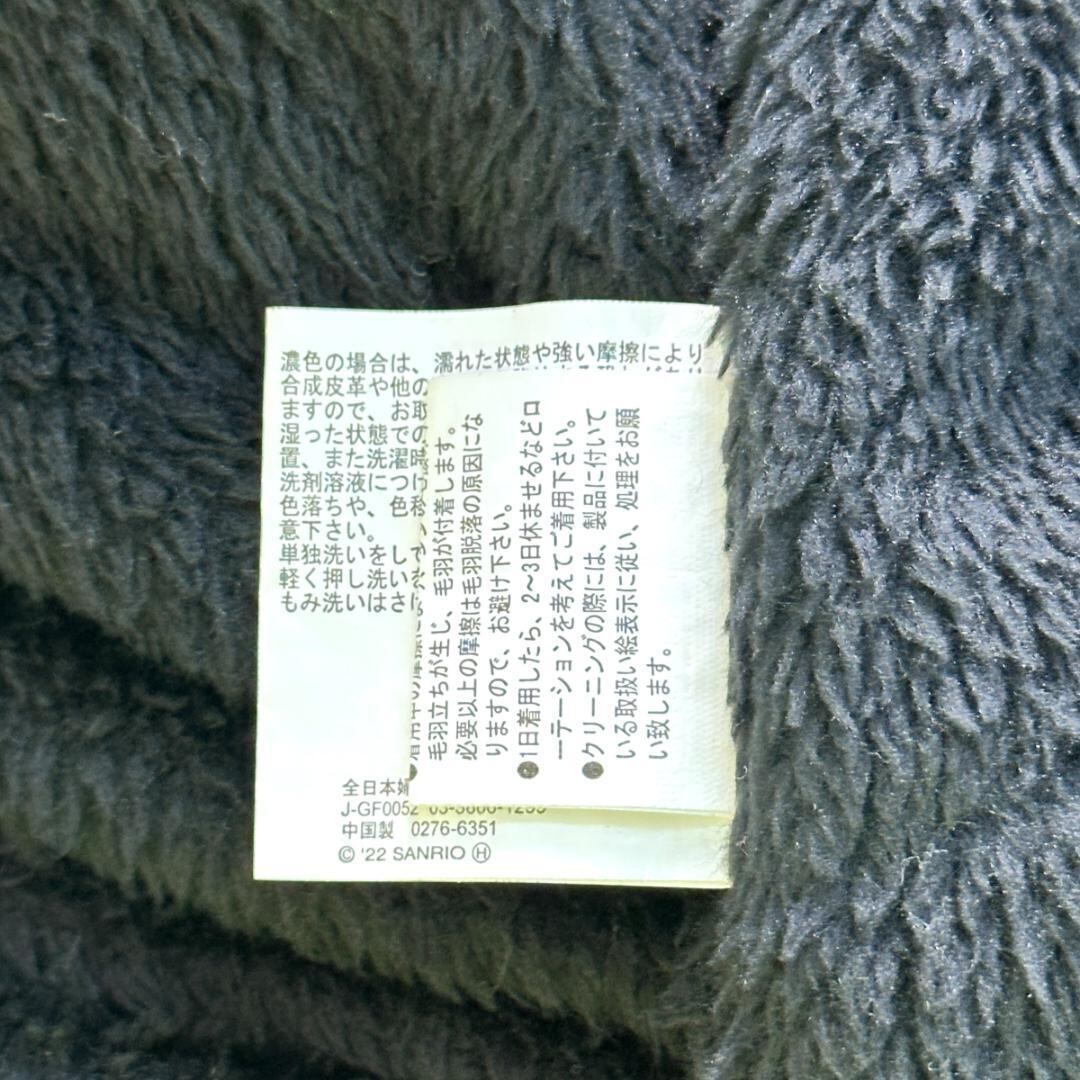 濃色の場合は、濡れた状態や強い摩擦により
合成皮革や他の
ますので、お取
湿った状態での
置、また洗濯
洗剤溶液につけ
色落ちや、色移
意下さい。
単独洗いをして
軽く押し洗い
もみ洗いはさけ
全日本婦
J-GF0052
中国製 0276-6351
© '22 SANRIO Ⓗ
毛羽立ちが生じ、毛羽が付着します。
必要以上の摩擦は毛羽脱落の原因にな
りますので、お避け下さい。
●1日着用したら、2〜3日休ませるなどロ
ーテーションを考えてご着用下さい。
●クリーニングの際には、製品に付いて
いる取扱い絵表示に従い、処理をお願
い致します。